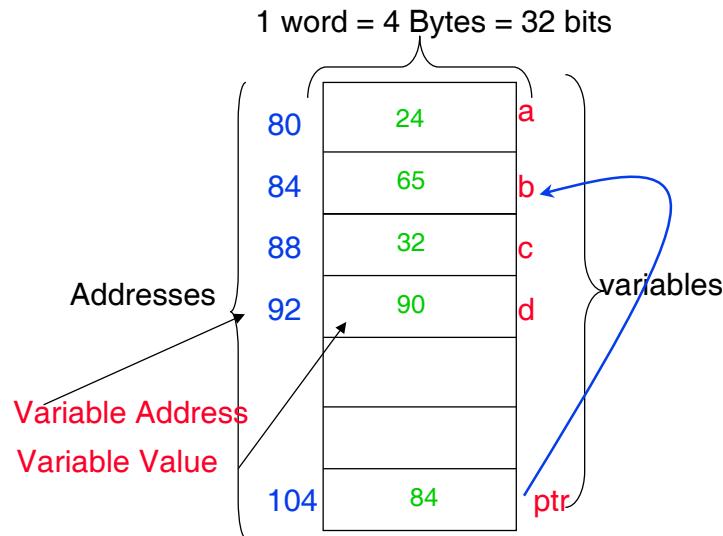 1 word = 4 Bytes = 32 bits
80 24 a
84 65 b
88 32 c
Addresses
92 90 d
variables
Variable Address
Variable Value
104 84 ptr